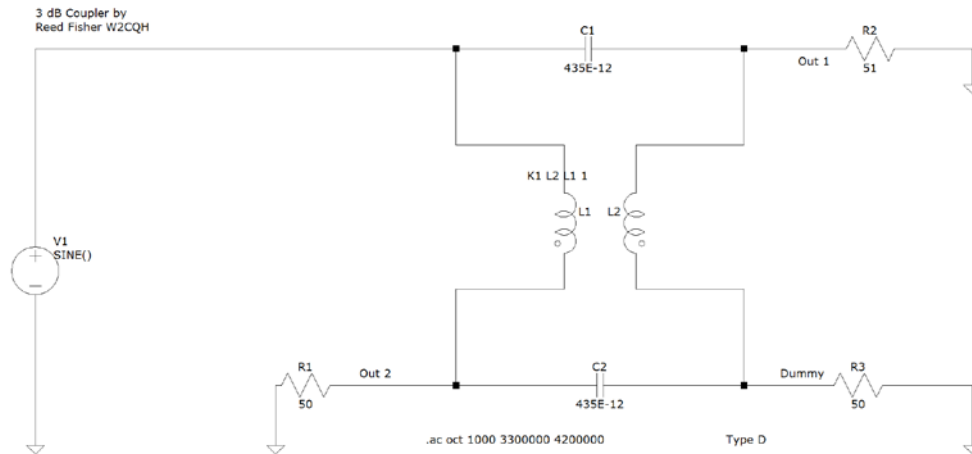 3 dB Coupler by
Reed Fisher W2CQH
C1
435E-12
R2
51
Out 1
K1 L2 L1 1
L1
L2
V1
SINE()
R1
50
Out 2
C2
435E-12
Dummy
R3
50
.ac oct 1000 3300000 4200000
Type D